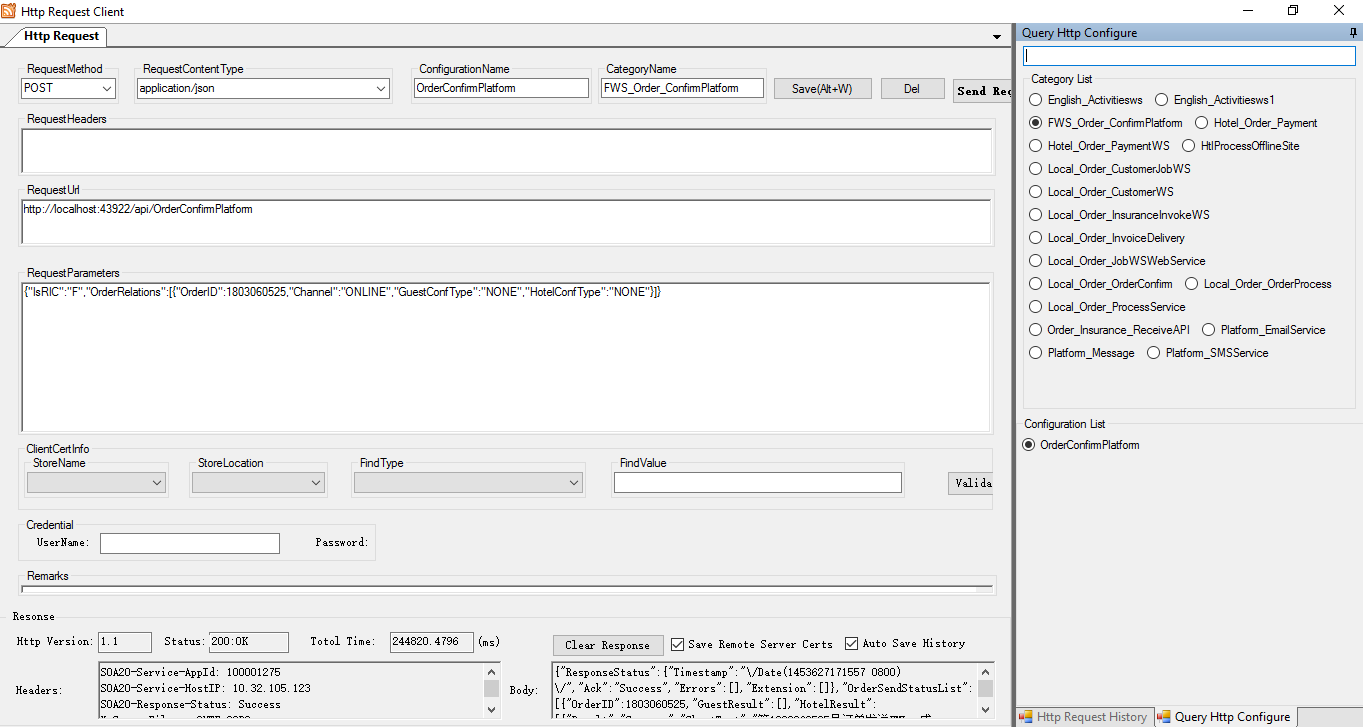 Http Request Client
Http Request
Query Http Configure
RequestMethod
RequestContentType
ConfigurationName
CategoryName
POST
application/json
OrderConfirmPlatform
FWS_Order_ConfirmPlatform
Save(Alt+W)
Del
Send Req
RequestHeaders
RequestUrl
http://localhost:43922/api/OrderConfirmPlatform
RequestParameters
{"IsRIC":"F","OrderRelations":[{"OrderID":1803060525,"Channel":"ONLINE","GuestConfType":"NONE","HotelConfType":"NONE"}]}
ClientCertInfo
StoreName
StoreLocation
FindType
FindValue
Valida
Credential
UserName:
Password:
Remarks
Resonse
Http Version:
1.1
Status:
200:OK
Totol Time:
244820.4796
(ms)
Clear Response
Save Remote Server Certs
Auto Save History
Headers:
SOA20-Service-AppId: 100001275
SOA20-Service-HostIP: 10.32.105.123
SOA20-Response-Status: Success
Body:
{"ResponseStatus":{"Timestamp":"\/Date(1453627171557 0800)
\/","Ack":"Success","Errors":[],"Extension":[]},"OrderSendStatusList":
[{"OrderID":1803060525,"GuestResult":[],"HotelResult":
Category List
English_Activitiesws
English_Activitiesws1
FWS_Order_ConfirmPlatform
Hotel_Order_Payment
Hotel_Order_PaymentWS
HtlProcessOfflineSite
Local_Order_CustomerJobWS
Local_Order_CustomerWS
Local_Order_InsuranceInvokeWS
Local_Order_InvoiceDelivery
Local_Order_JobWSWebService
Local_Order_OrderConfirm
Local_Order_OrderProcess
Local_Order_ProcessService
Order_Insurance_ReceiveAPI
Platform_EmailService
Platform_Message
Platform_SMSService
Configuration List
OrderConfirmPlatform
Http Request History
Query Http Configure